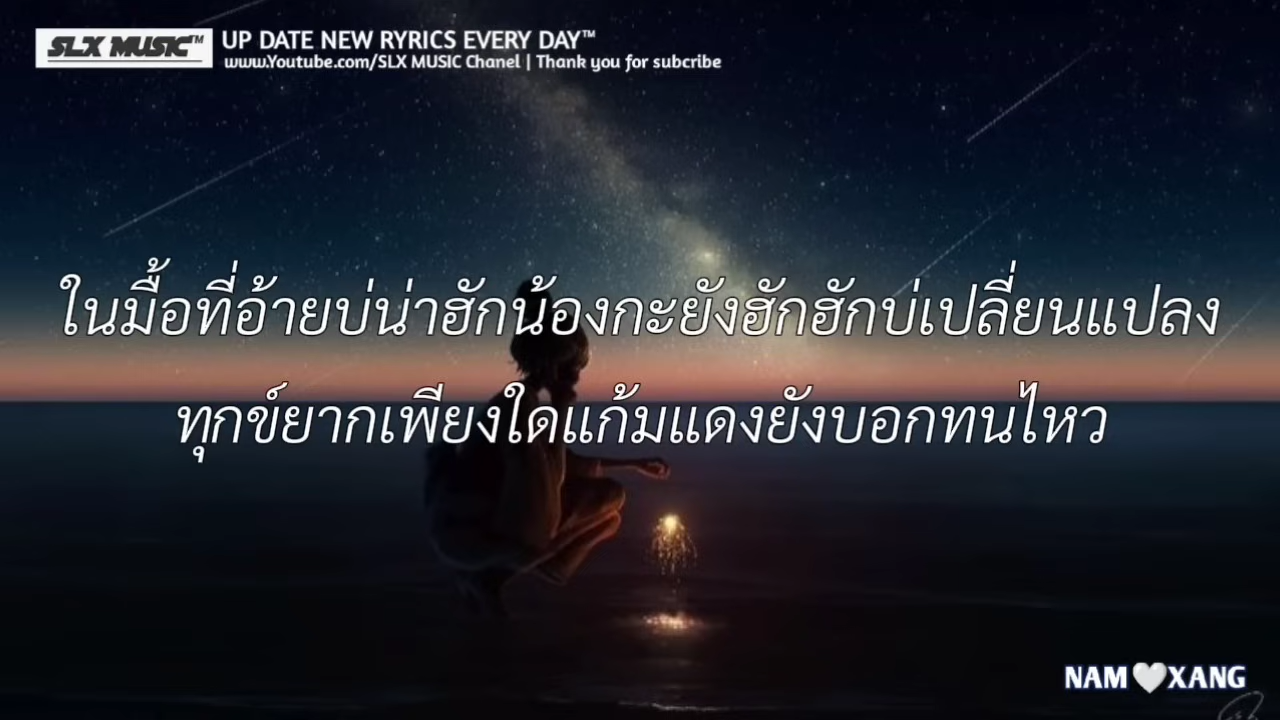 SLX MUSIC™
UP DATE NEW RYRICS EVERY DAY™
www.Youtube.com/SLX MUSIC Chanel | Thank you for subcribe
ในมื้อที่อ้ายบ่น่าฮักน้องกะยังฮักฮักบ่เปลี่ยนแปลง
ทุกข์ยากเพียงใดแก้มแดงยังบอกทนไหว
NAM🤍XANG